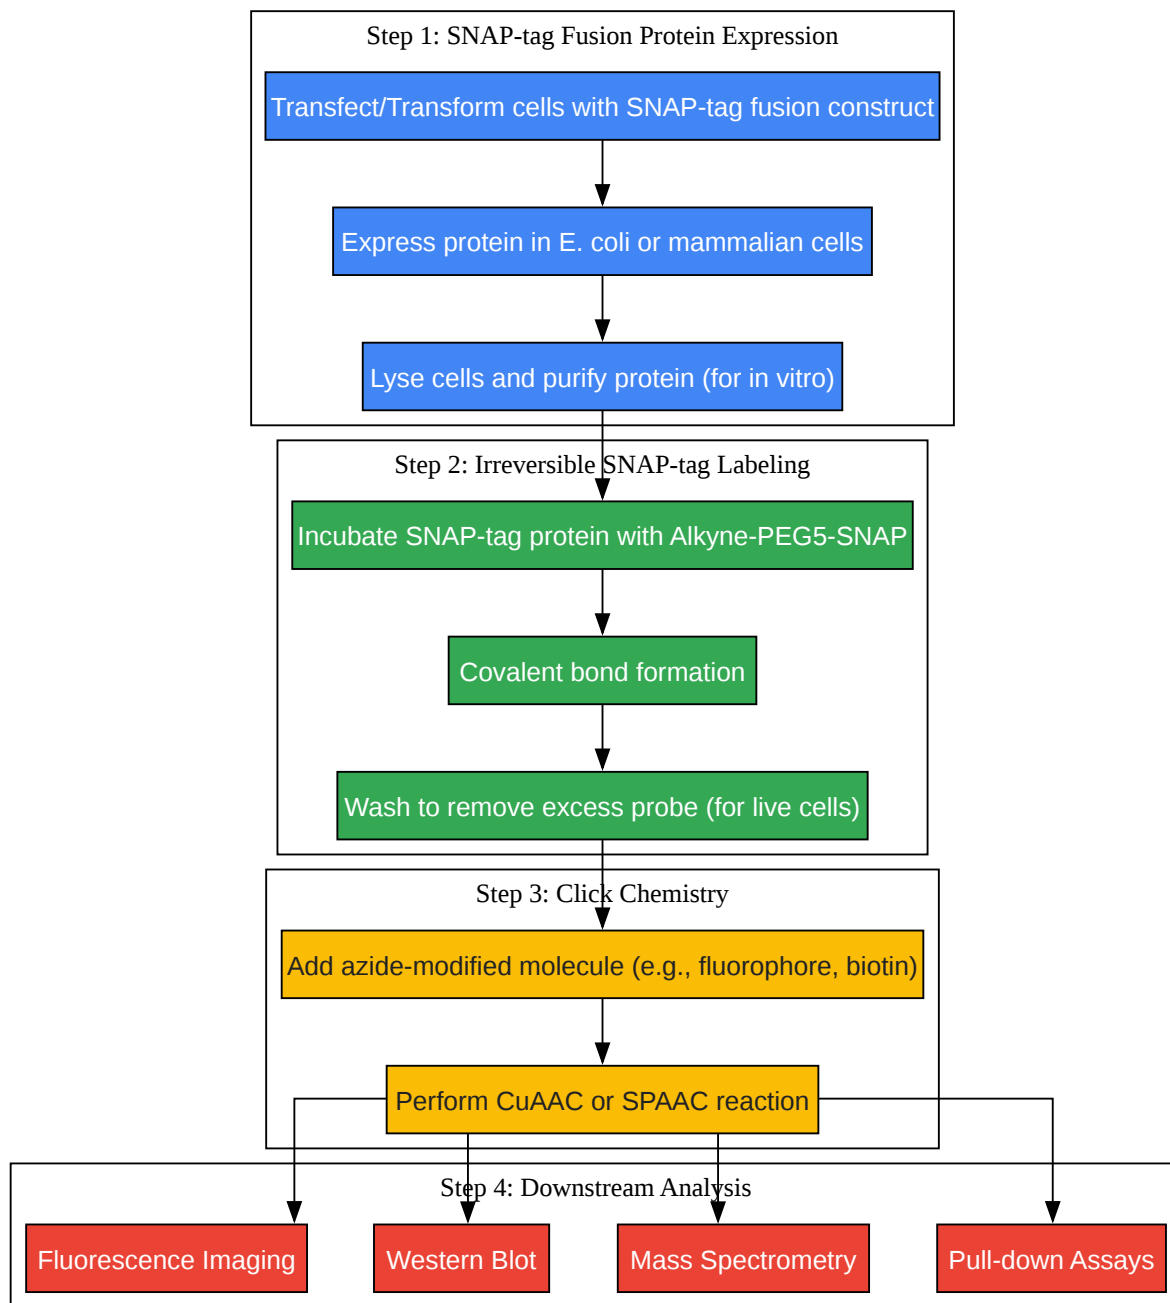 Step 1: SNAP-tag Fusion Protein Expression
Transfect/Transform cells with SNAP-tag fusion construct
Express protein in E. coli or mammalian cells
Lyse cells and purify protein (for in vitro)
Step 2: Irreversible SNAP-tag Labeling
Incubate SNAP-tag protein with Alkyne-PEG5-SNAP
Covalent bond formation
Wash to remove excess probe (for live cells)
Step 3: Click Chemistry
Add azide-modified molecule (e.g., fluorophore, biotin)
Perform CuAAC or SPAAC reaction
Step 4: Downstream Analysis
Fluorescence Imaging
Western Blot
Mass Spectrometry
Pull-down Assays